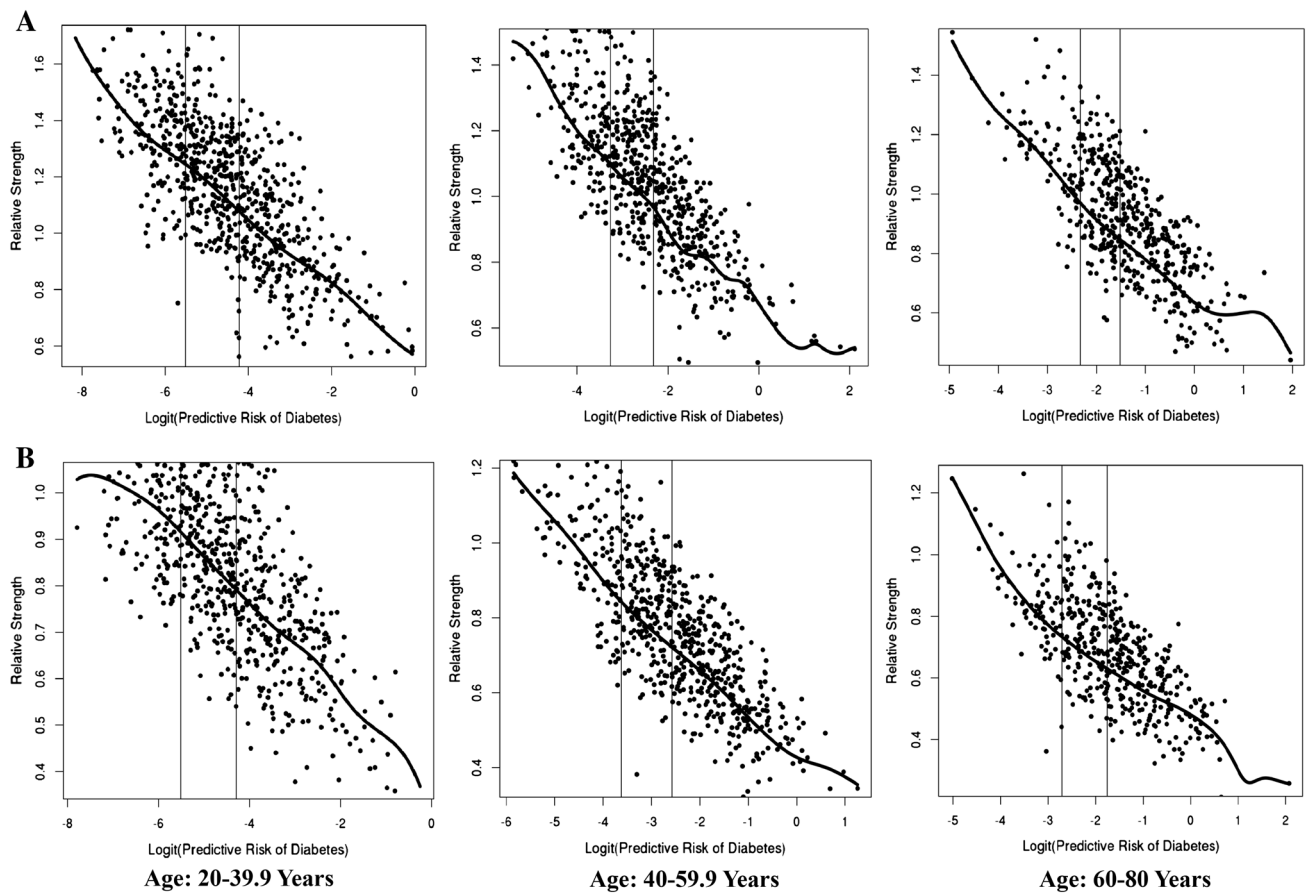 A
Relative Strength
1.6
1.4
1.2
1.0
0.8
0.6
-8 -6 -4 -2 0
Logit(Predictive Risk of Diabetes)
Relative Strength
1.4
1.2
1.0
0.8
0.6
-4 -2 0 2
Logit(Predictive Risk of Diabetes)
Relative Strength
1.4
1.2
1.0
0.8
0.6
-5 -4 -3 -2 -1 0 1 2
Logit(Predictive Risk of Diabetes)
B
Relative Strength
1.0
0.9
0.8
0.7
0.6
0.5
0.4
-8 -6 -4 -2 0
Logit(Predictive Risk of Diabetes)
Age: 20-39.9 Years
Relative Strength
1.2
1.0
0.8
0.6
0.4
-6 -5 -4 -3 -2 -1 0 1
Logit(Predictive Risk of Diabetes)
Age: 40-59.9 Years
Relative Strength
1.2
1.0
0.8
0.6
0.4
-5 -4 -3 -2 -1 0 1 2
Logit(Predictive Risk of Diabetes)
Age: 60-80 Years